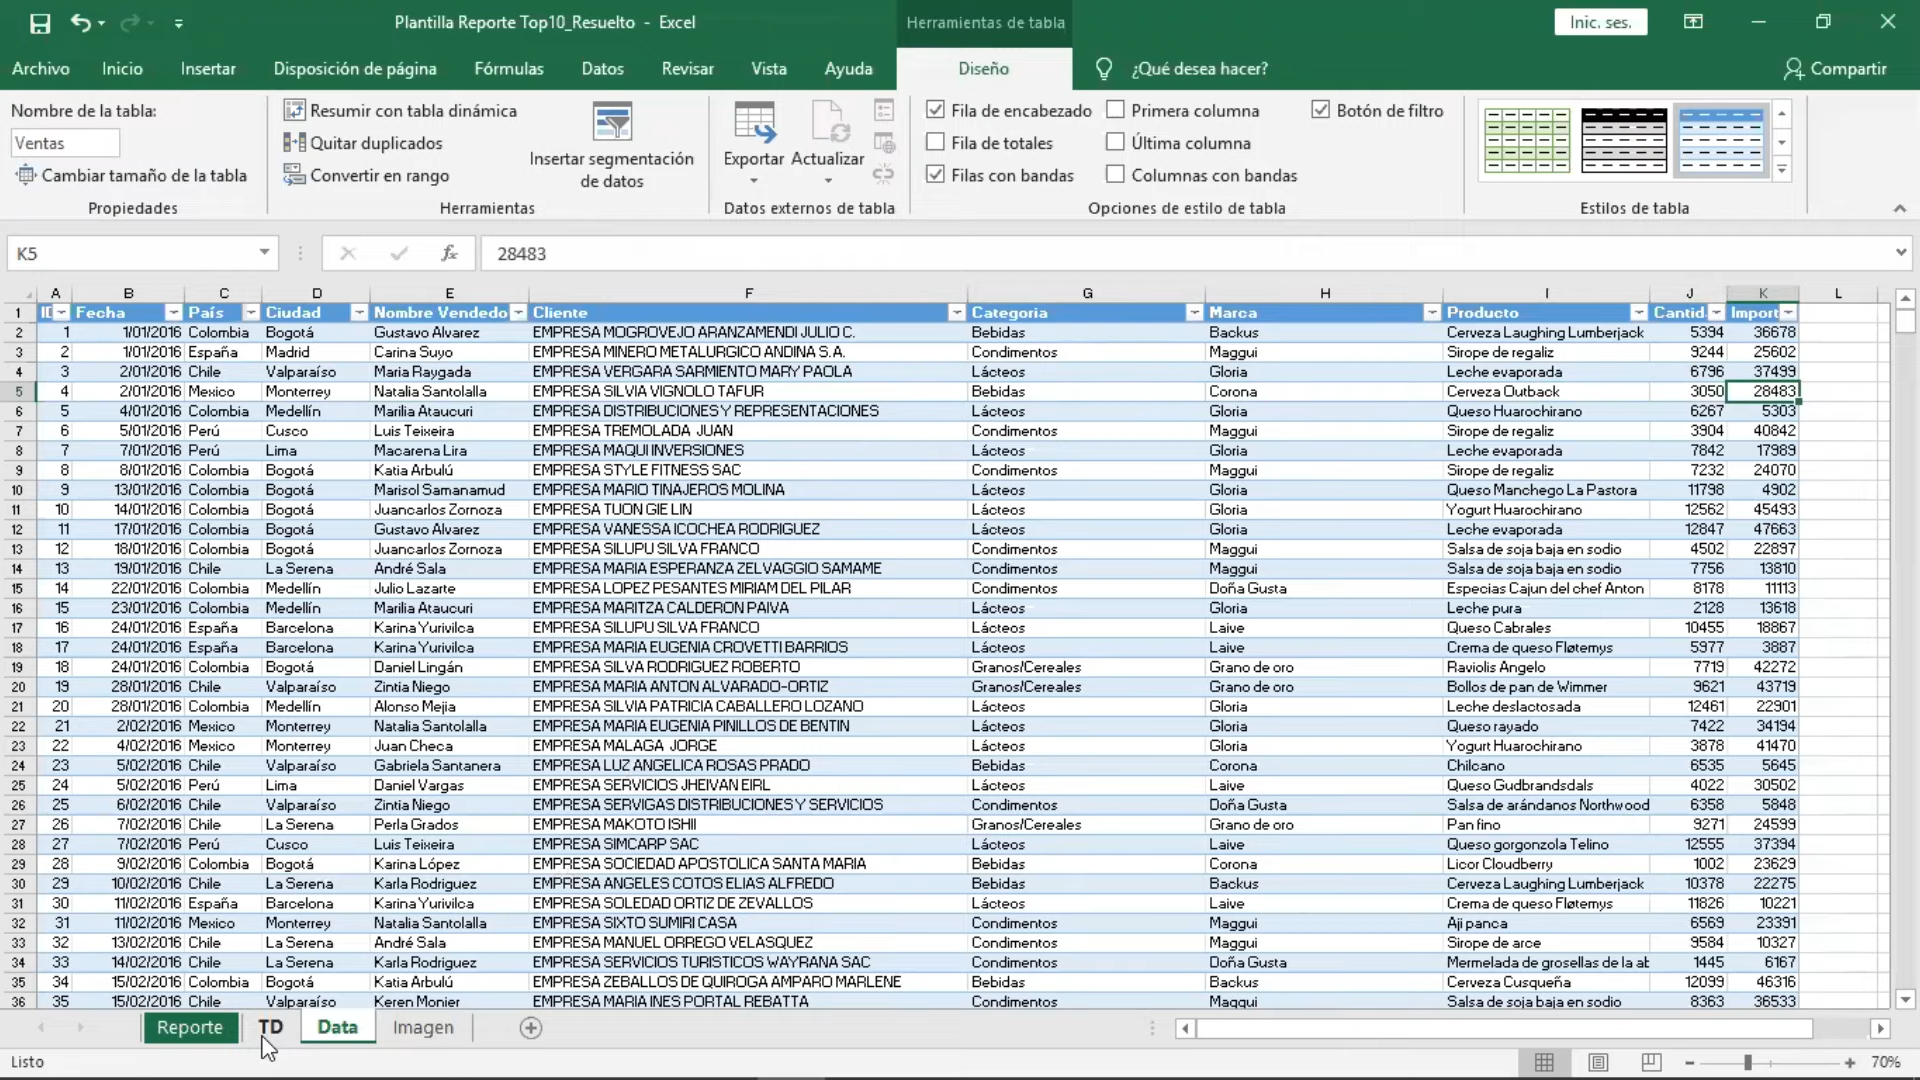 Plantilla Reporte Top10_Resuelto - Excel
Herramientas de tabla
Inic. ses.
Archivo Inicio Insertar Disposición de página Fórmulas Datos Revisar Vista Ayuda Diseño ¿Qué desea hacer? Compartir
Nombre de la tabla:
Ventas
Cambiar tamaño de la tabla
Propiedades
Resumir con tabla dinámica
Quitar duplicados
Convertir en rango
Insertar segmentación
de datos
Herramientas
Exportar Actualizar
Datos externos de tabla
Fila de encabezado Primera columna Botón de filtro
Fila de totales Última columna
Filas con bandas Columnas con bandas
Opciones de estilo de tabla
Estilos de tabla
K5 fx 28483
A B C D E F G H I J K L
1 Fecha País Ciudad Nombre Vendedo Cliente Categoria Marca Producto Cantid Import
2 1 1/01/2016 Colombia Bogotá Gustavo Alvarez EMPRESA MOGROVEJO ARANZAMENDI JULIO C. Bebidas Backus Cerveza Laughing Lumberjack 5394 36678
3 2 1/01/2016 España Madrid Carina Suyo EMPRESA MINERO METALURGICO ANDINA S.A. Condimentos Maggui Sirope de regaliz 9244 25602
4 3 2/01/2016 Chile Valparaíso Maria Raygada EMPRESA VERGARA SARMIENTO MARY PAOLA Lácteos Gloria Leche evaporada 6796 37499
5 4 2/01/2016 Mexico Monterrey Natalia Santolalla EMPRESA SILVIA VIGNOLO TAFUR Bebidas Corona Cerveza Outback 3050 28483
6 5 4/01/2016 Colombia Medellín Marilia Ataucuri EMPRESA DISTRIBUCIONES Y REPRESENTACIONES Lácteos Gloria Queso Huarochirano 6267 5303
7 6 5/01/2016 Perú Cusco Luis Teixeira EMPRESA TREMOLADA JUAN Condimentos Maggui Sirope de regaliz 3904 40842
8 7 7/01/2016 Perú Lima Macarena Lira EMPRESA MAQUI INVERSIONES Lácteos Gloria Leche evaporada 7842 17989
9 8 8/01/2016 Colombia Bogotá Katia Arbulú EMPRESA STYLE FITNESS SAC Condimentos Maggui Sirope de regaliz 7232 24070
10 9 13/01/2016 Colombia Bogotá Marisol Samanamud EMPRESA MARIO TINAJEROS MOLINA Lácteos Gloria Queso Manchego La Pastora 11798 4902
11 10 14/01/2016 Colombia Bogotá Juancarlos Zornoza EMPRESA TUON GIE LIN Lácteos Gloria Yogurt Huarochirano 12562 45493
12 11 17/01/2016 Colombia Bogotá Gustavo Alvarez EMPRESA VANESSA ICOCHEA RODRIGUEZ Lácteos Gloria Leche evaporada 12847 47663
13 12 18/01/2016 Colombia Bogotá Juancarlos Zornoza EMPRESA SILUPU SILVA FRANCO Condimentos Maggui Salsa de soja baja en sodio 4502 22897
14 13 19/01/2016 Chile La Serena André Sala EMPRESA MARIA ESPERANZA ZELVAGGIO SAMAME Condimentos Maggui Salsa de soja baja en sodio 7756 13810
15 14 22/01/2016 Colombia Medellín Julio Lazarte EMPRESA LOPEZ PESANTES MIRIAM DEL PILAR Condimentos Doña Gusta Especias Cajun del chef Anton 8178 11113
16 15 23/01/2016 Colombia Medellín Marilia Ataucuri EMPRESA MARITZA CALDERON PAIVA Lácteos Gloria Leche pura 2128 13618
17 16 24/01/2016 España Barcelona Karina Yurivilca EMPRESA SILUPU SILVA FRANCO Lácteos Laive Queso Cabrales 10455 18867
18 17 24/01/2016 España Barcelona Karina Yurivilca EMPRESA MARIA EUGENIA CROVETTI BARRIOS Lácteos Laive Crema de queso Fløtemys 5977 3887
19 18 24/01/2016 Colombia Bogotá Daniel Lingán EMPRESA SILVA RODRIGUEZ ROBERTO Granos/Cereales Grano de oro Raviolis Angelo 7719 42272
20 19 28/01/2016 Chile Valparaíso Zintia Niego EMPRESA MARIA ANTON ALVARADO-ORTIZ Granos/Cereales Grano de oro Bollos de pan de Wimmer 9621 43719
21 20 28/01/2016 Colombia Medellín Alonso Mejia EMPRESA SILVIA PATRICIA CABALLERO LOZANO Lácteos Gloria Leche deslactosada 12461 22901
22 21 2/02/2016 Mexico Monterrey Natalia Santolalla EMPRESA MARIA EUGENIA PINILLOS DE BENTIN Lácteos Gloria Queso rayado 7422 34194
23 22 4/02/2016 Mexico Monterrey Juan Checa EMPRESA MALAGA JORGE Lácteos Gloria Yogurt Huarochirano 3878 41470
24 23 5/02/2016 Chile Valparaíso Gabriela Santanera EMPRESA LUZ ANGELICA ROSAS PRADO Bebidas Corona Chilcano 6535 5645
25 24 5/02/2016 Perú Lima Daniel Vargas EMPRESA SERVICIOS JHEIVAN EIRL Lácteos Laive Queso Gudbrandsdals 4022 30502
26 25 6/02/2016 Chile Valparaíso Zintia Niego EMPRESA SERVIGAS DISTRIBUCIONES Y SERVICIOS Condimentos Doña Gusta Salsa de arándanos Northwood 6358 5848
27 26 7/02/2016 Chile La Serena Perla Grados EMPRESA MAKOTO ISHII Granos/Cereales Grano de oro Pan fino 9271 24599
28 27 7/02/2016 Perú Cusco Luis Teixeira EMPRESA SIMCARP SAC Lácteos Laive Queso gorgonzola Telino 12555 37394
29 28 9/02/2016 Colombia Bogotá Karina López EMPRESA SOCIEDAD APOSTOLICA SANTA MARIA Bebidas Corona Licor Cloudberry 1002 23629
30 29 10/02/2016 Chile La Serena Karla Rodriguez EMPRESA ANGELES COTOS ELIAS ALFREDO Bebidas Backus Cerveza Laughing Lumberjack 10378 22275
31 30 11/02/2016 España Barcelona Karina Yurivilca EMPRESA SOLEDAD ORTIZ DE ZEVALLOS Lácteos Laive Crema de queso Fløtemys 11826 10221
32 31 11/02/2016 Mexico Monterrey Natalia Santolalla EMPRESA SIXTO SUMIRI CASA Condimentos Maggui Aji panca 6569 23391
33 32 13/02/2016 Chile La Serena André Sala EMPRESA MANUEL ORREGO VELASQUEZ Condimentos Maggui Sirope de arce 9584 10327
34 33 14/02/2016 Chile La Serena Karla Rodriguez EMPRESA SERVICIOS TURISTICOS WAYRANA SAC Condimentos Doña Gusta Mermelada de grosellas de la ab 1445 6167
35 34 15/02/2016 Colombia Bogotá Katia Arbulú EMPRESA ZEBALLOS DE QUIROGA AMPARO MARLENE Bebidas Backus Cerveza Cusqueña 12099 46316
36 35 15/02/2016 Chile Valparaíso Keren Monier EMPRESA MARIA INES PORTAL REBATTA Condimentos Maggui Salsa de soja baja en sodio 8363 36533
Reporte TD Data Imagen
Listo 70%